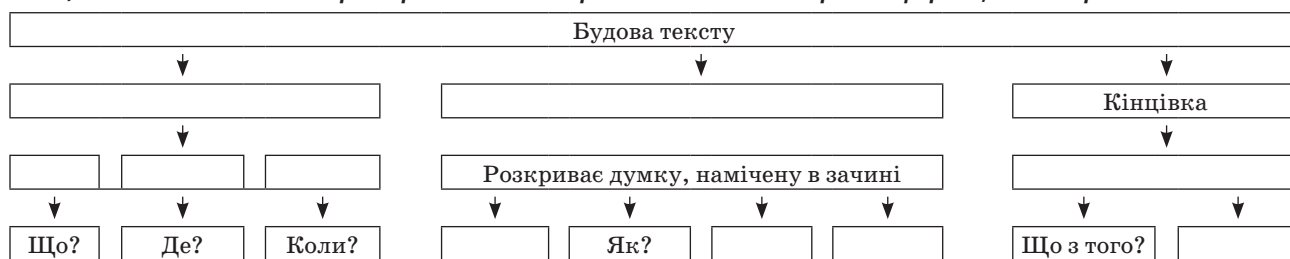 Будова тексту
Кінцівка
Розкриває думку, намічену в зачині
Що? Де? Коли? Як? Що з того?